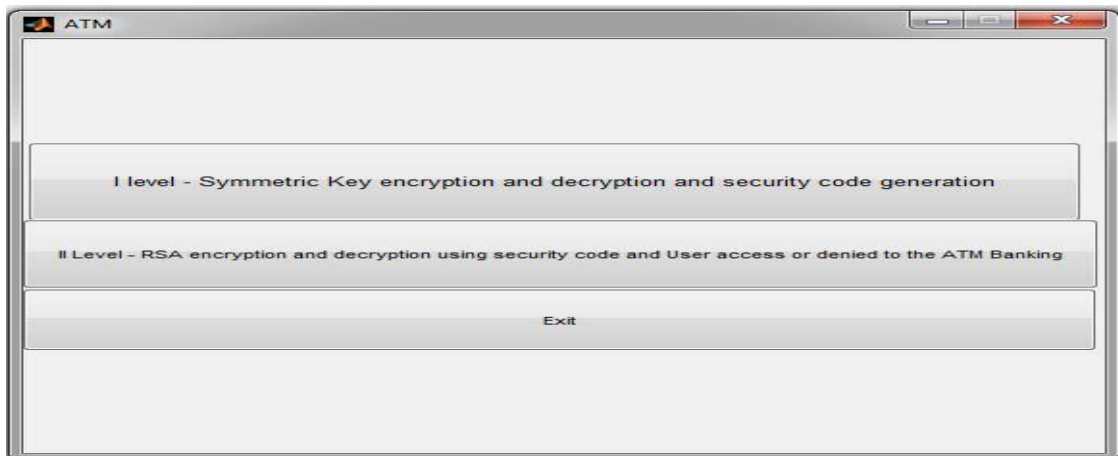 ATM
I level - Symmetric Key encryption and decryption and security code generation
II Level - RSA encryption and decryption using security code and User access or denied to the ATM Banking
Exit